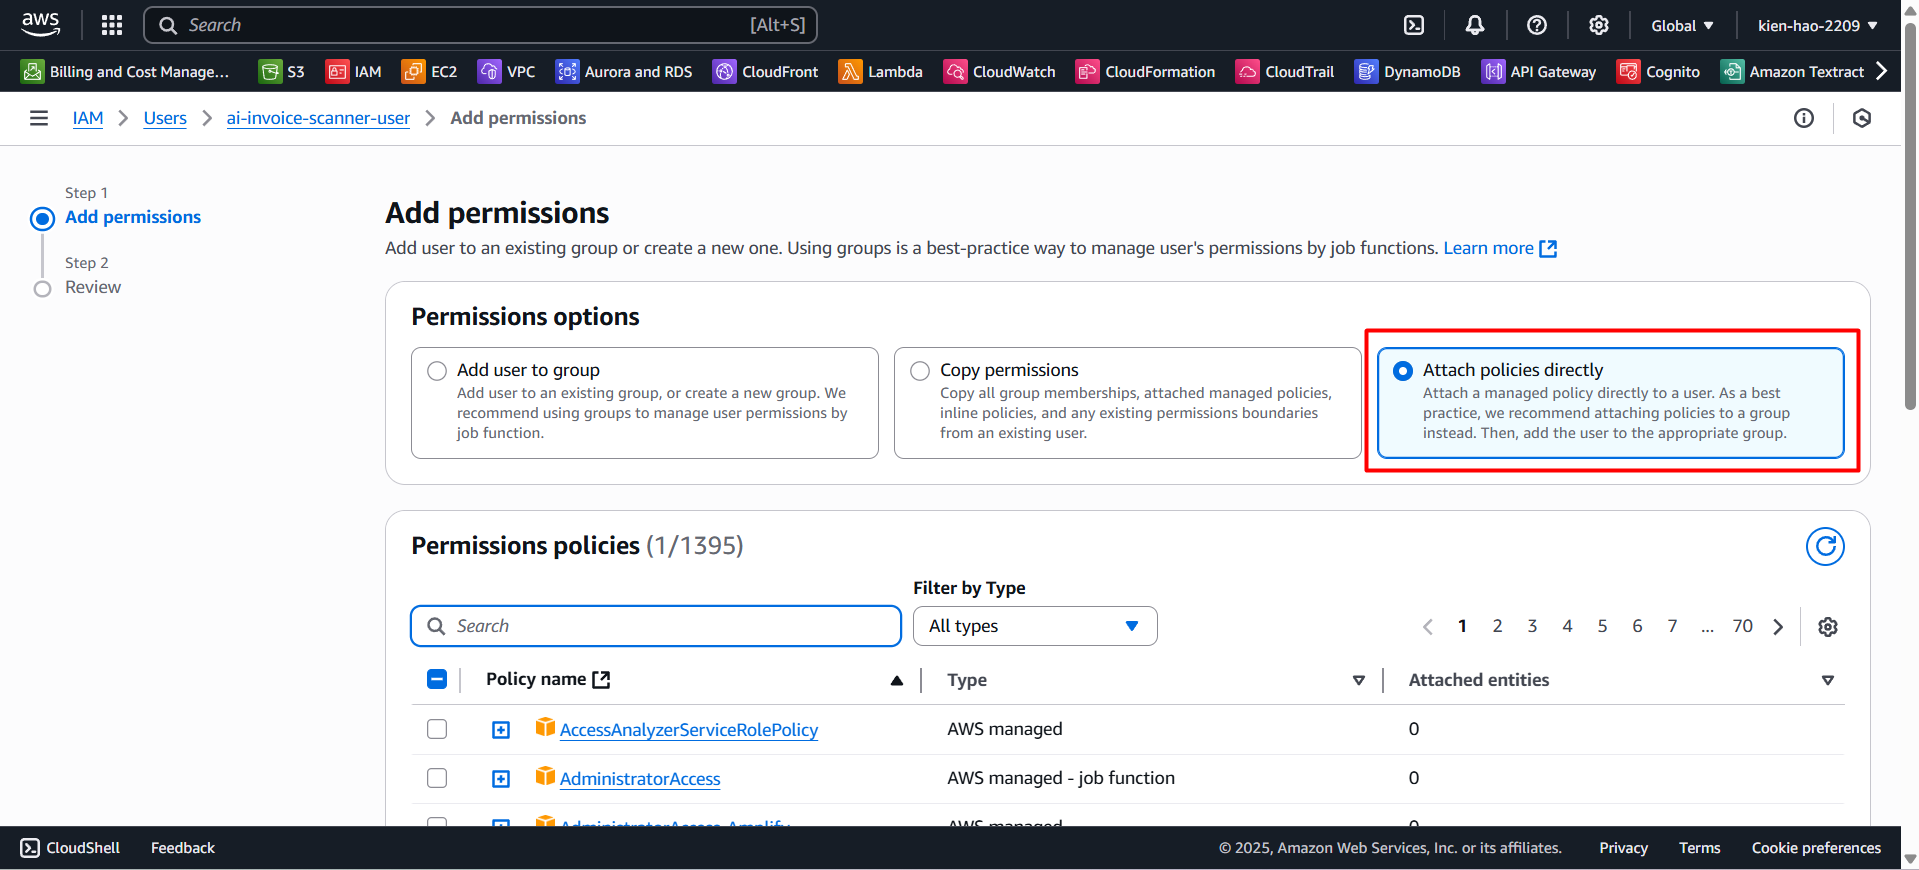 aws
Search
[Alt+S]
Global
kien-hao-2209
Billing and Cost Manage...
S3
IAM
EC2
VPC
Aurora and RDS
CloudFront
Lambda
CloudWatch
CloudFormation
CloudTrail
DynamoDB
API Gateway
Cognito
Amazon Textract
IAM
Users
ai-invoice-scanner-user
Add permissions
Step 1
Add permissions
Step 2
Review
Add permissions
Add user to an existing group or create a new one. Using groups is a best-practice way to manage user's permissions by job functions. Learn more
Permissions options
Add user to group
Add user to an existing group, or create a new group. We
recommend using groups to manage user permissions by
job function.
Copy permissions
Copy all group memberships, attached managed policies,
inline policies, and any existing permissions boundaries
from an existing user.
Attach policies directly
Attach a managed policy directly to a user. As a best
practice, we recommend attaching policies to a group
instead. Then, add the user to the appropriate group.
Permissions policies (1/1395)
Filter by Type
Search
All types
1 2 3 4 5 6 7 ... 70
Policy name
Type
Attached entities
AccessAnalyzerServiceRolePolicy
AWS managed
0
AdministratorAccess
AWS managed - job function
0
AdministratorAccess-Amplify
AWS managed
0
CloudShell
Feedback
© 2025, Amazon Web Services, Inc. or its affiliates.
Privacy
Terms
Cookie preferences